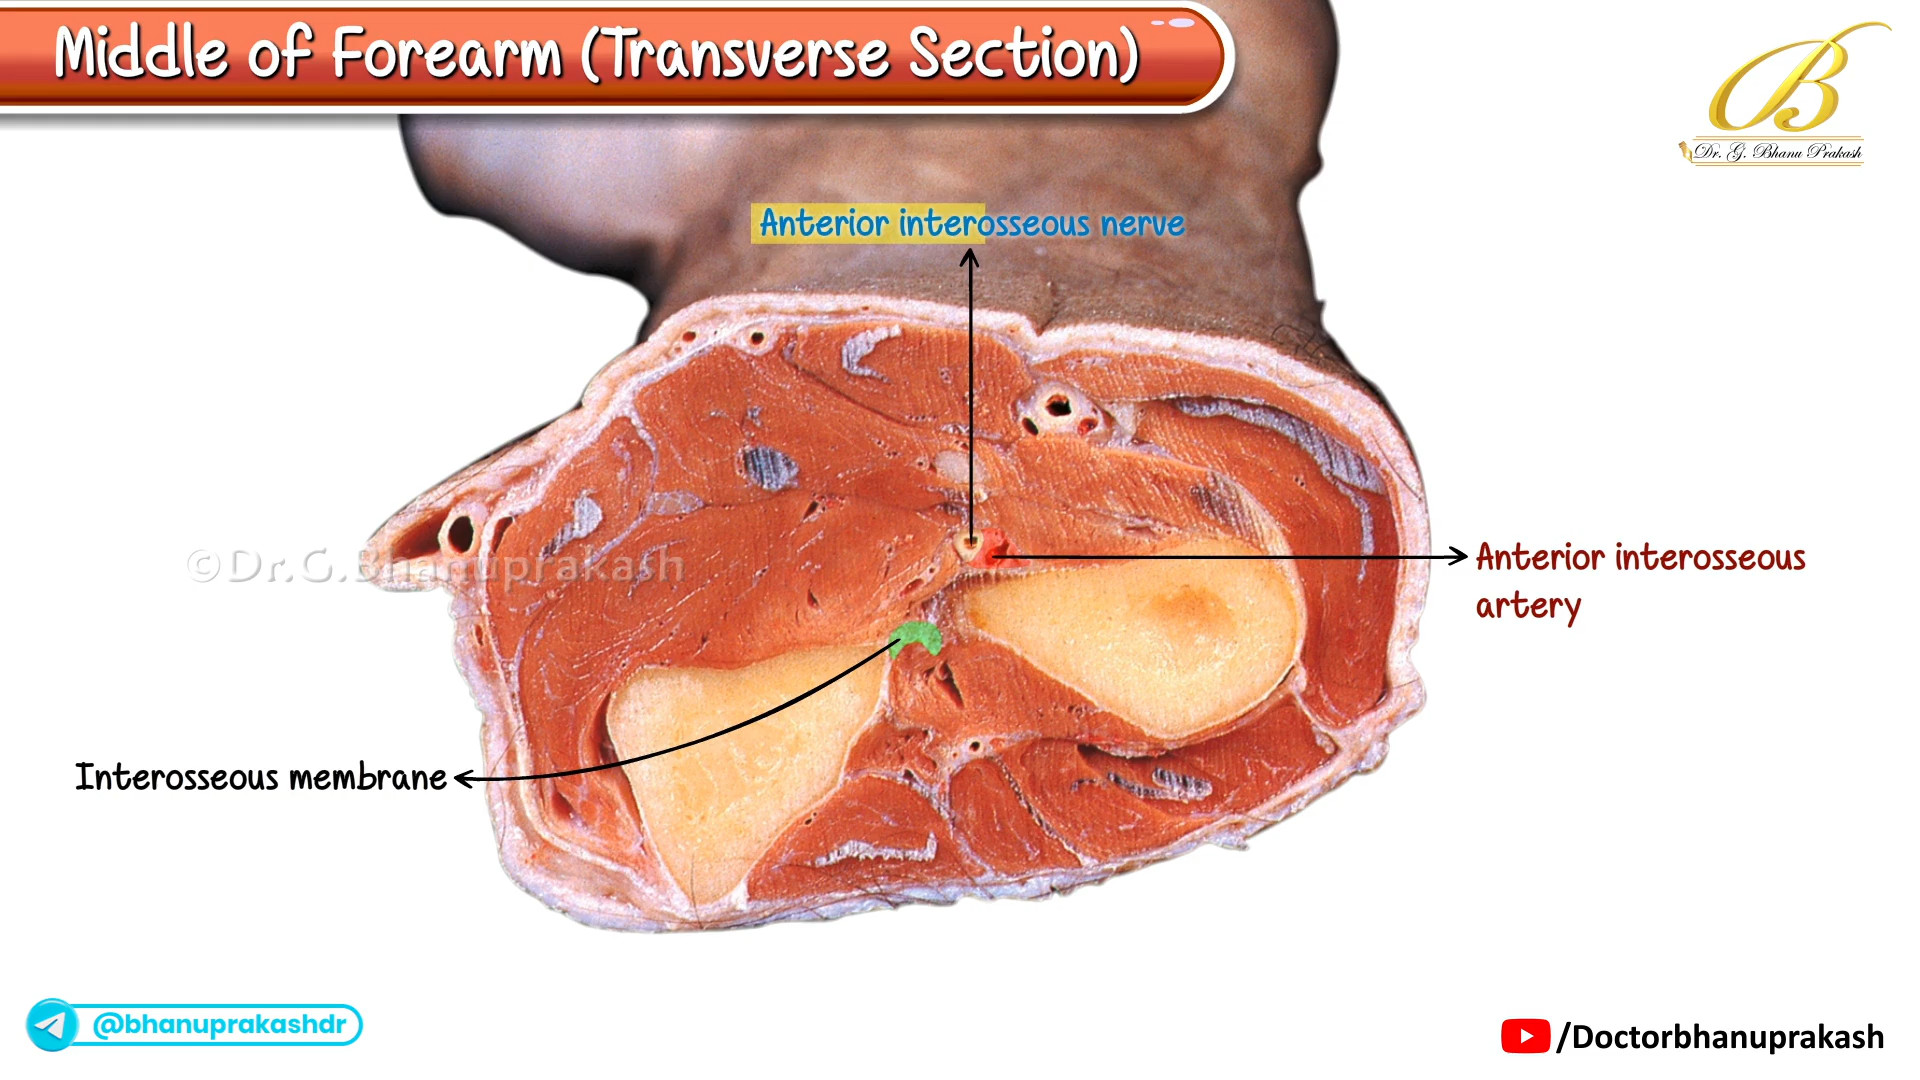 Middle of Forearm (Transverse Section)
B
Dr. G. Bhanu Prakash
Anterior interosseous nerve
©Dr.G.Bhanuprakash
Anterior interosseous
artery
Interosseous membrane
@bhanuprakashdr
/Doctorbhanuprakash